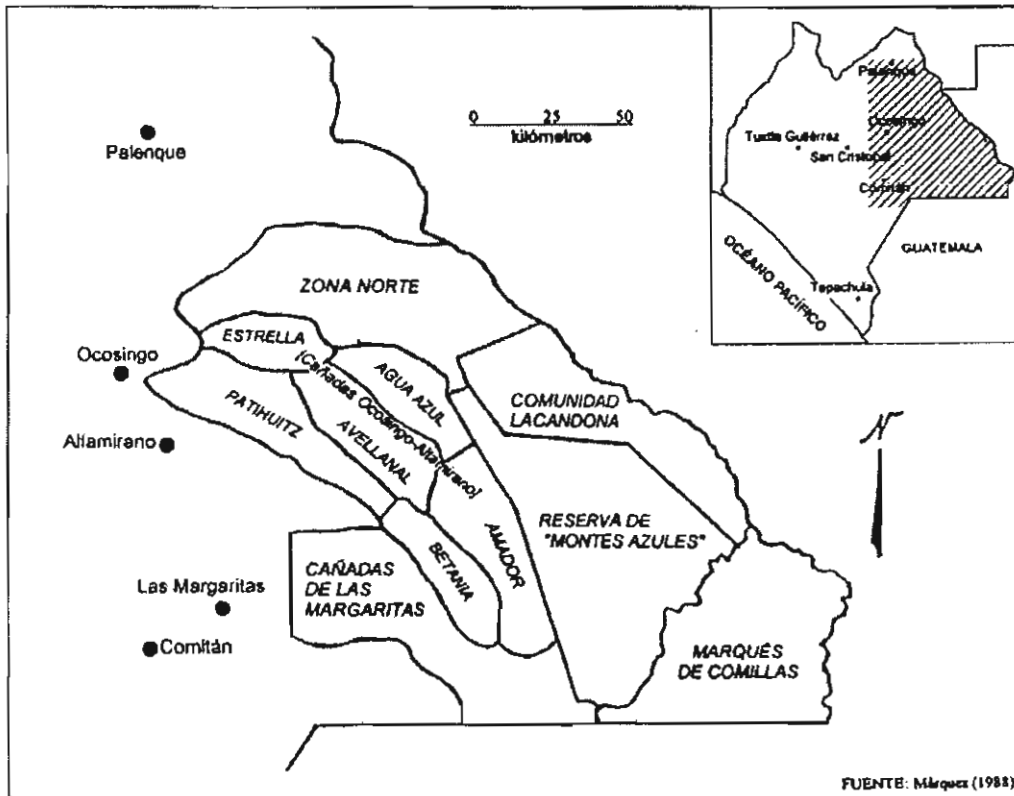 Palenque
0 25 50
kilómetros
ZONA NORTE
ESTRELLA
Ocosingo
AGUA AZUL
[Cañadas Ocosingo-Altamirano]
PATIHUITZ
AVELLANAL
COMUNIDAD
LACANDONA
Altamirano
RESERVA DE
"MONTES AZULES"
AMADOR
BETANIA
CAÑADAS
DE LAS
MARGARITAS
Las Margaritas
Comitán
MARQUÉS
DE COMILLAS
N
Palenque
Ocosingo
Tuxtla Gutiérrez
San Cristobal
Comitán
GUATEMALA
OCÉANO PACÍFICO
Tapachula
FUENTE: Márquez (1988)